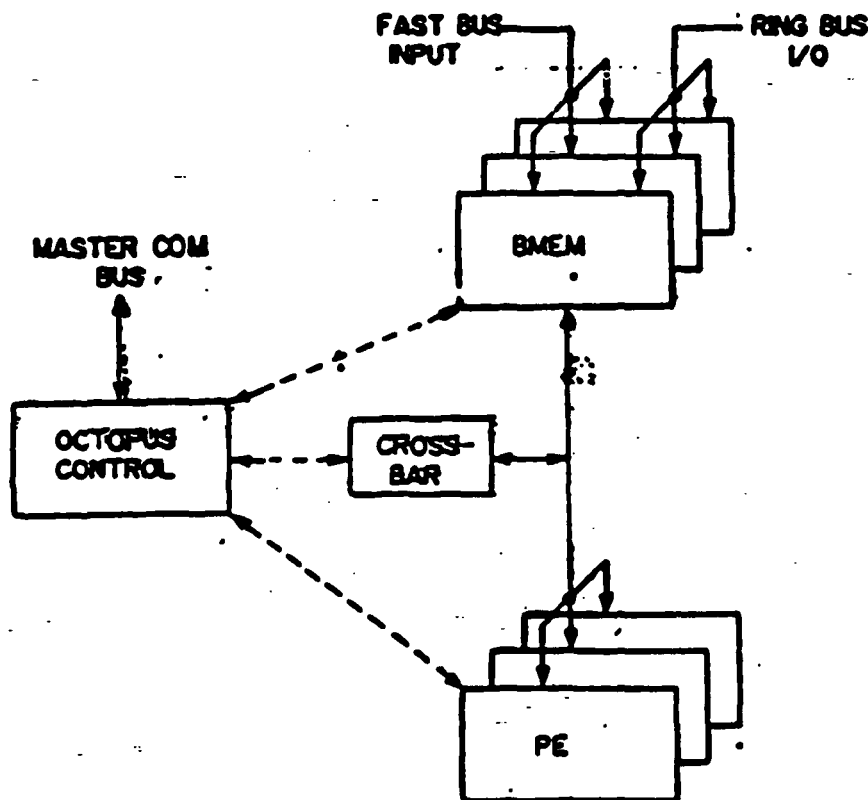 FAST BUS
INPUT
RING BUS
I/O
BMEM
MASTER COM
BUS
OCTOPUS
CONTROL
CROSS-
BAR
PE